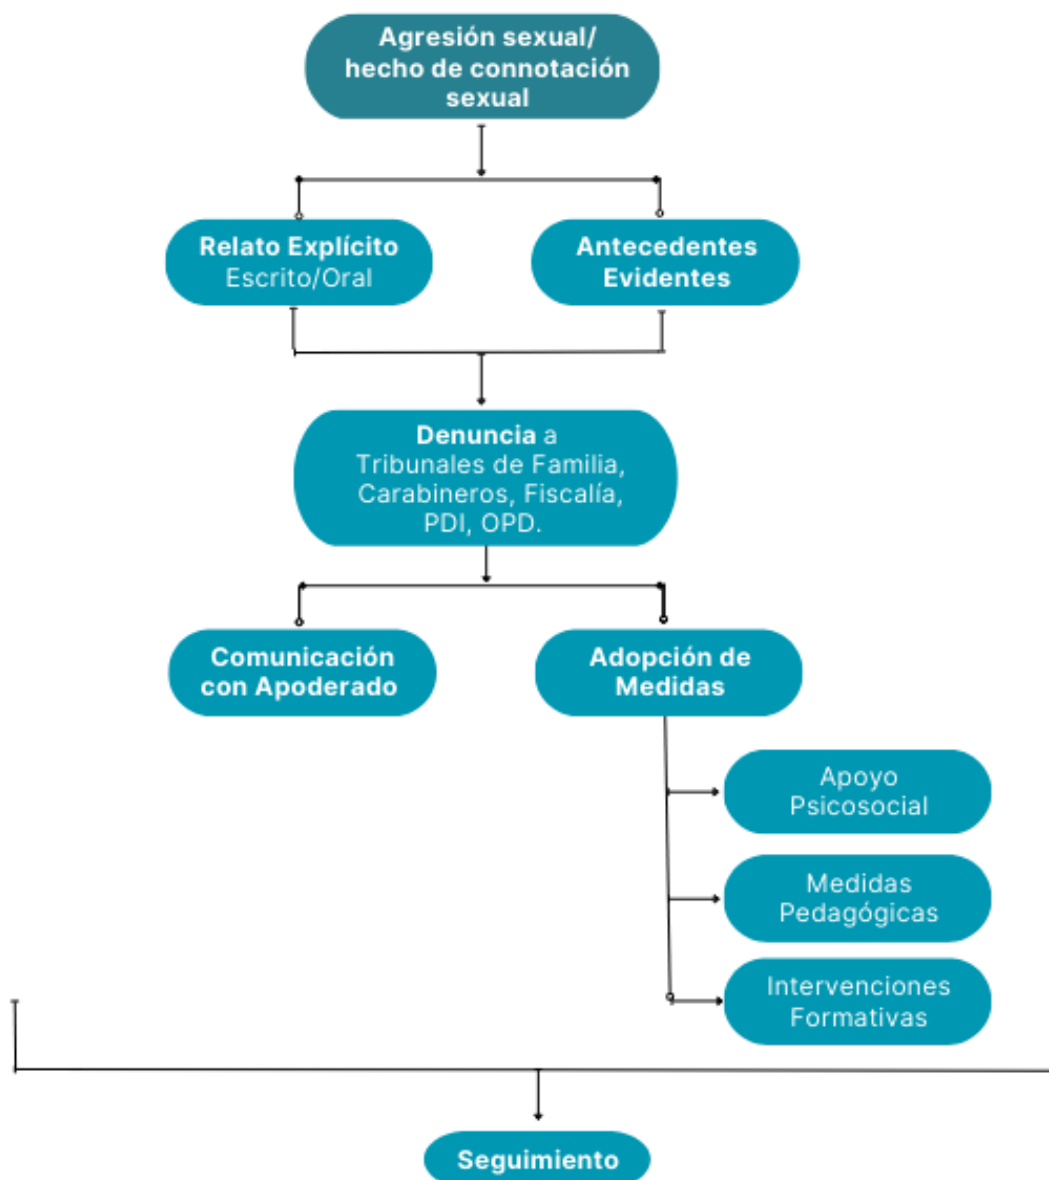 Agresión sexual/
hecho de connotación
sexual
Relato Explícito
Escrito/Oral
Antecedentes
Evidentes
Denuncia a
Tribunales de Familia,
Carabineros, Fiscalía,
PDI, OPD.
Comunicación
con Apoderado
Adopción de
Medidas
Apoyo
Psicosocial
Medidas
Pedagógicas
Intervenciones
Formativas
Seguimiento